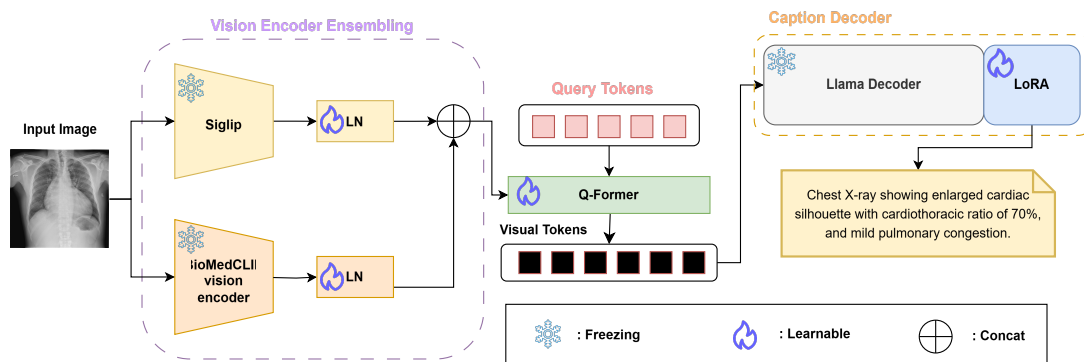 Vision Encoder Ensembling
Caption Decoder
Input Image
Siglip
LN
Query Tokens
Llama Decoder
LoRA
Q-Former
Visual Tokens
Chest X-ray showing enlarged cardiac
silhouette with cardiothoracic ratio of 70%,
and mild pulmonary congestion.
vision
encoder
LN
: Freezing
: Learnable
: Concat